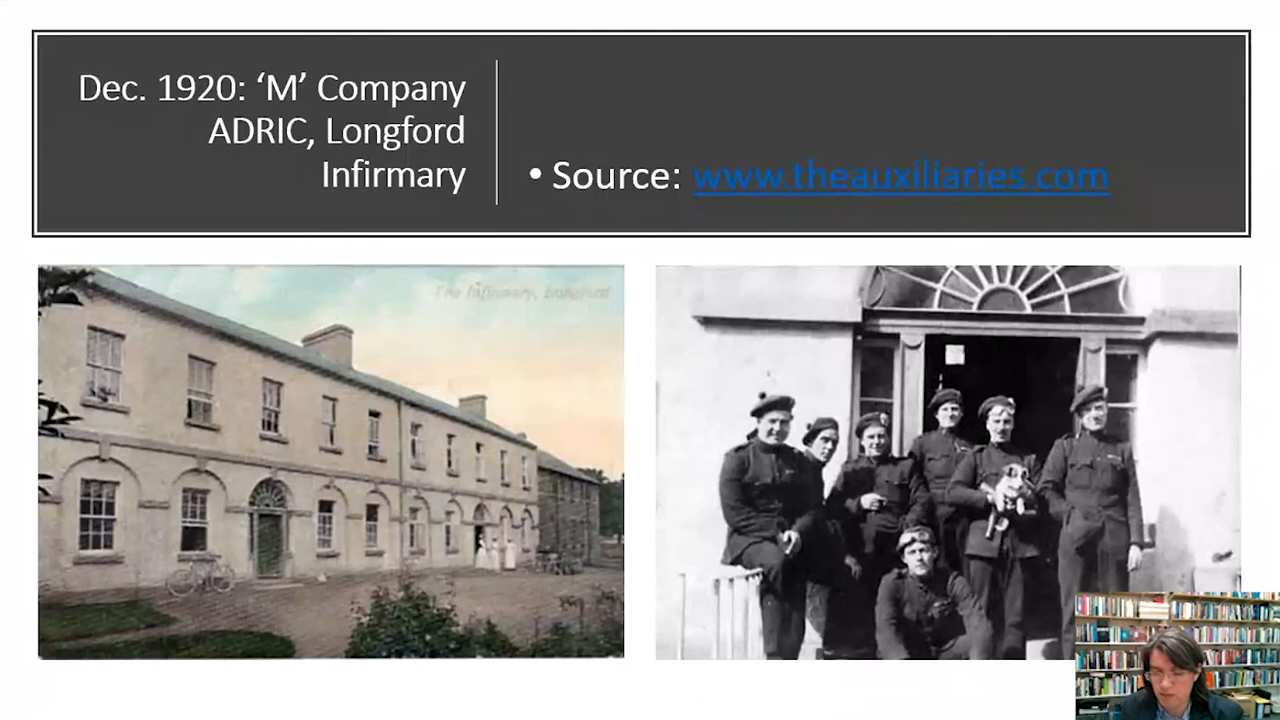 Dec. 1920: ‘M’ Company
ADRIC, Longford
Infirmary
• Source: www.theauxiliaries.com
The Infirmary, Longford